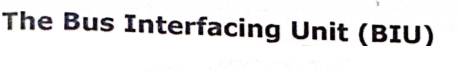 The Bus Interfacing Unit (BIU)